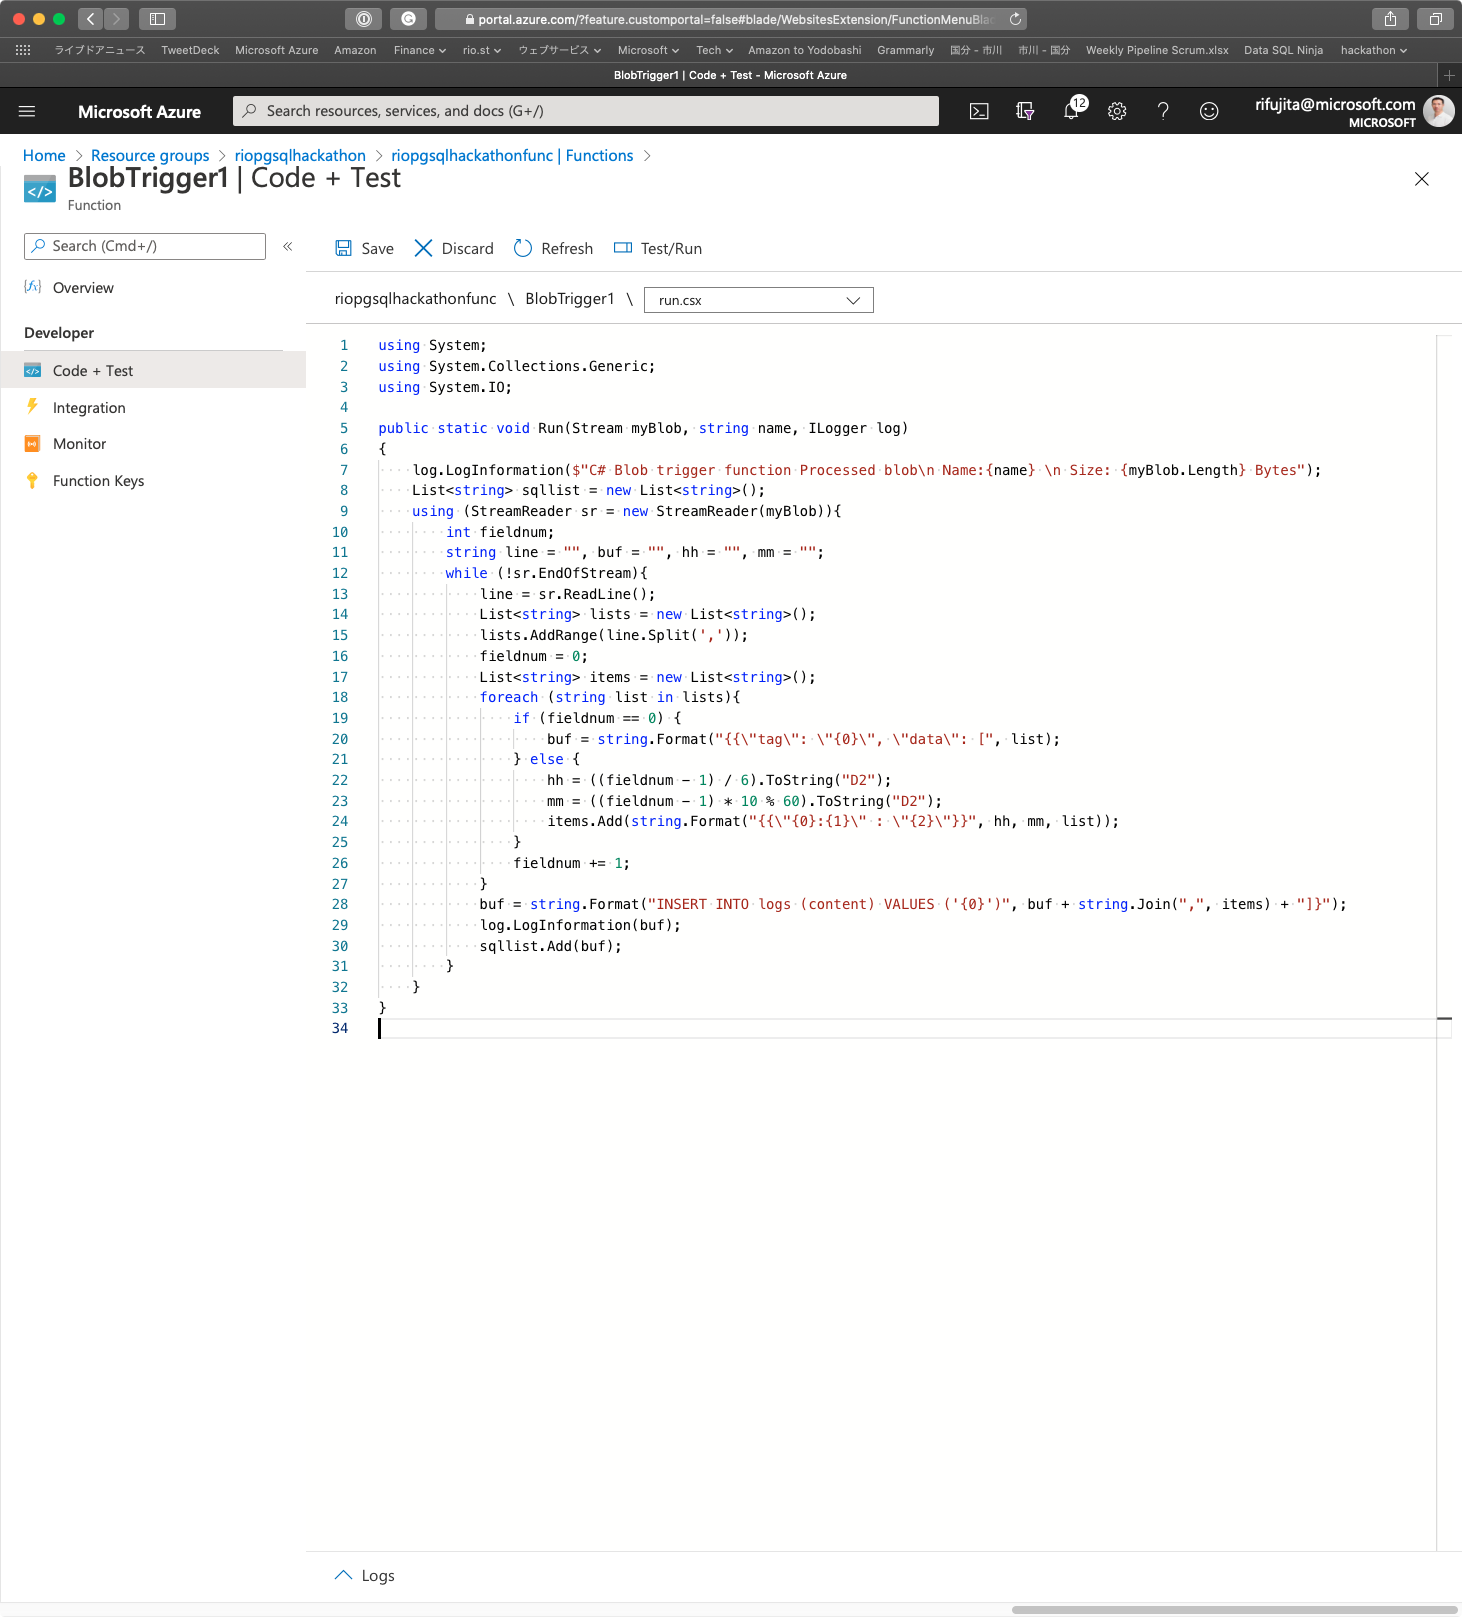 portal.azure.com/?feature.customportal=false#blade/WebsitesExtension/FunctionMenuBla
ライブドアニュース TweetDeck Microsoft Azure Amazon Finance rio.st ウェブサービス Microsoft Tech Amazon to Yodobashi Grammarly 国分 - 市川 市川 - 国分 Weekly Pipeline Scrum.xlsx Data SQL Ninja hackathon
BlobTrigger1 | Code + Test - Microsoft Azure
Microsoft Azure Search resources, services, and docs (G+/) 12 rifujita@microsoft.com
MICROSOFT
Home > Resource groups > riopgsqlhackathon > riopgsqlhackathonfunc | Functions >
BlobTrigger1 | Code + Test
Function
Search (Cmd+/) «
Save Discard Refresh Test/Run
Overview
Developer
Code + Test
Integration
Monitor
Function Keys
riopgsqlhackathonfunc \ BlobTrigger1 \ run.csx
1 using System;
2 using System.Collections.Generic;
3 using System.IO;
4
5 public static void Run(Stream myBlob, string name, ILogger log)
6 {
7     log.LogInformation($"C# Blob trigger function Processed blob\n Name:{name} \n Size: {myBlob.Length} Bytes");
8     List<string> sqllist = new List<string>();
9     using (StreamReader sr = new StreamReader(myBlob)){
10         int fieldnum;
11         string line = "", buf = "", hh = "", mm = "";
12         while (!sr.EndOfStream){
13             line = sr.ReadLine();
14             List<string> lists = new List<string>();
15             lists.AddRange(line.Split(','));
16             fieldnum = 0;
17             List<string> items = new List<string>();
18             foreach (string list in lists){
19                 if (fieldnum == 0) {
20                     buf = string.Format("{{\"tag\": \"{0}\", \"data\": [", list);
21                 } else {
22                     hh = ((fieldnum - 1) / 6).ToString("D2");
23                     mm = ((fieldnum - 1) * 10 % 60).ToString("D2");
24                     items.Add(string.Format("{{\"{0}:{1}\" : \"{2}\"}}", hh, mm, list));
25                 }
26                 fieldnum += 1;
27             }
28             buf = string.Format("INSERT INTO logs (content) VALUES ('{0}')", buf + string.Join(",", items) + "]}");
29             log.LogInformation(buf);
30             sqllist.Add(buf);
31         }
32     }
33 }
34
Logs